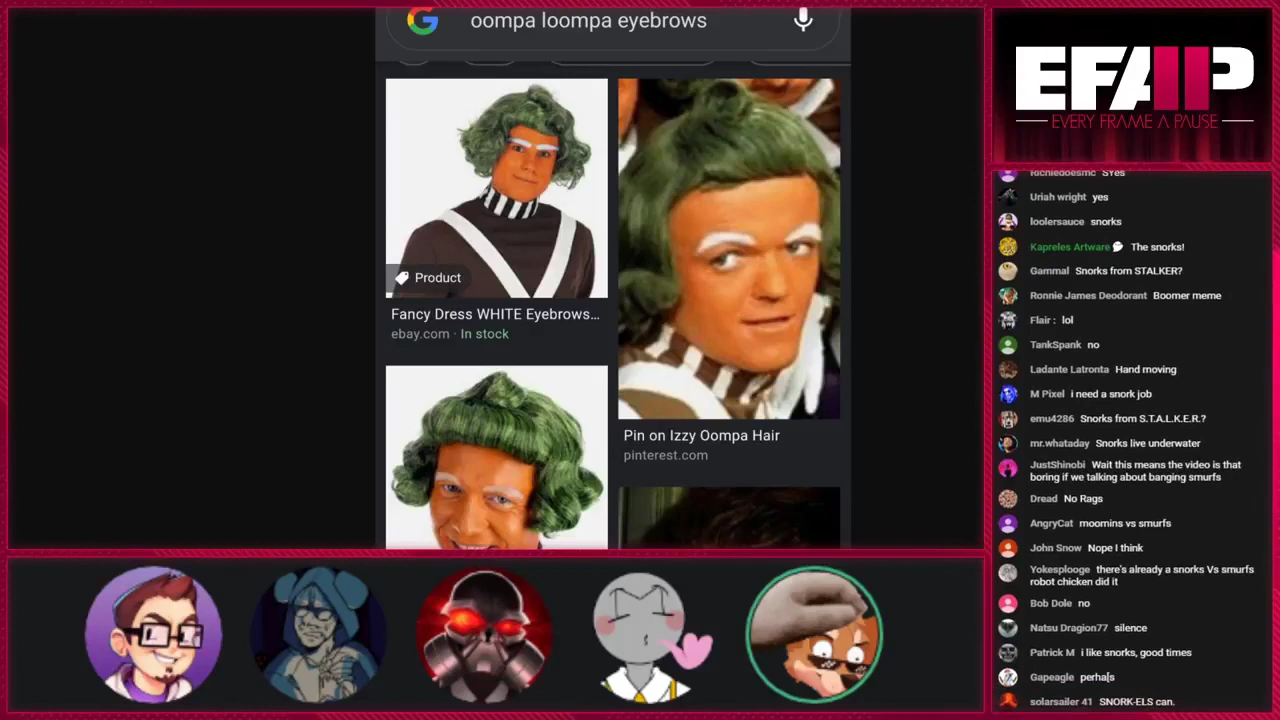 oompa loompa eyebrows
Product
Fancy Dress WHITE Eyebrows...
ebay.com · In stock
Pin on Izzy Oompa Hair
pinterest.com
EFAP
EVERY FRAME A PAUSE
Richiedoesmc SYes
Uriah wright yes
loolersauce snorks
Kapreles Artware The snorks!
Gammal Snorks from STALKER?
Ronnie James Deodorant Boomer meme
Flair : lol
TankSpank no
Ladante Latronta Hand moving
M Pixel i need a snork job
emu4286 Snorks from S.T.A.L.K.E.R.?
mr.whataday Snorks live underwater
JustShinobi Wait this means the video is that
boring if we talking about banging smurfs
Dread No Rags
AngryCat moomins vs smurfs
John Snow Nope I think
Yokesplooge there's already a snorks Vs smurfs
robot chicken did it
Bob Dole no
Natsu Dragion77 silence
Patrick M i like snorks, good times
Gapeagle perha[s
solarsailer 41 SNORK-ELS can.